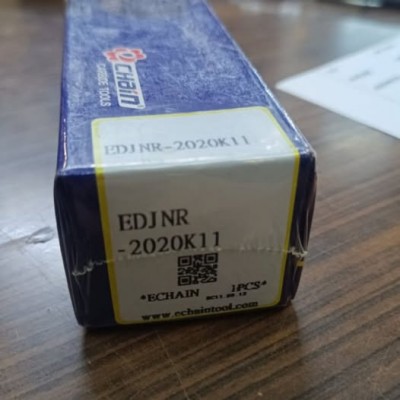 echain
EDJNR-2020K11
EDJNR
-2020K11
*ECHAIN 1PCS*
www.echaintool.com